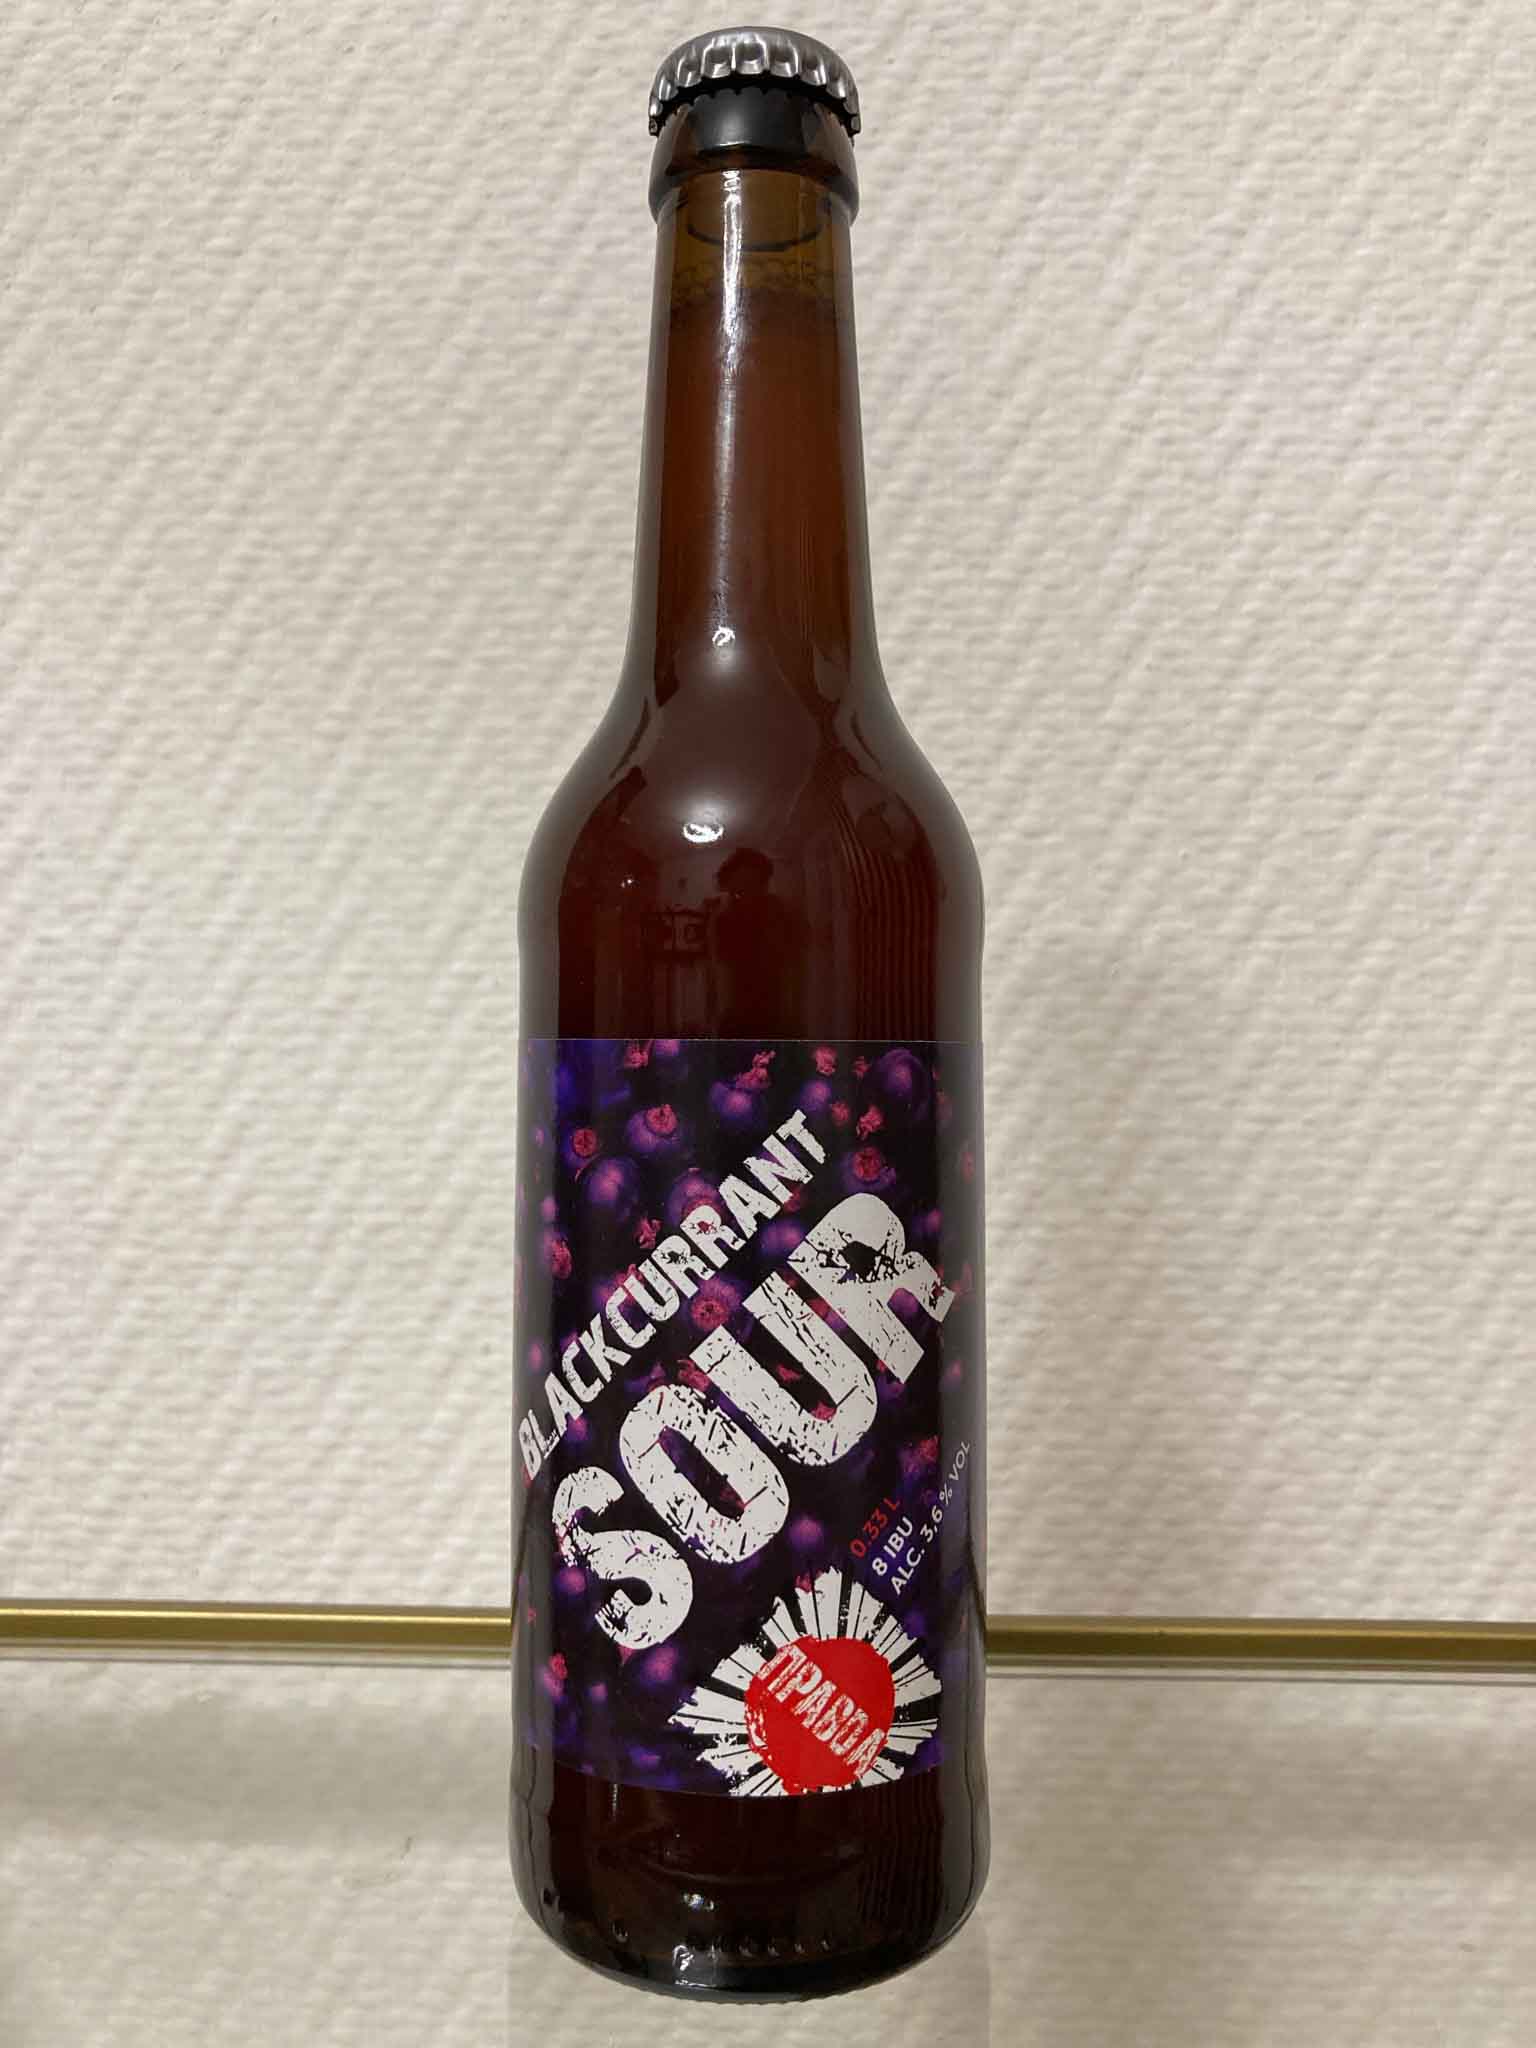 BLACKCURRANT
SOUR
0.33 L
8 IBU
ALC. 3,6 % VOL
ПРАВДА